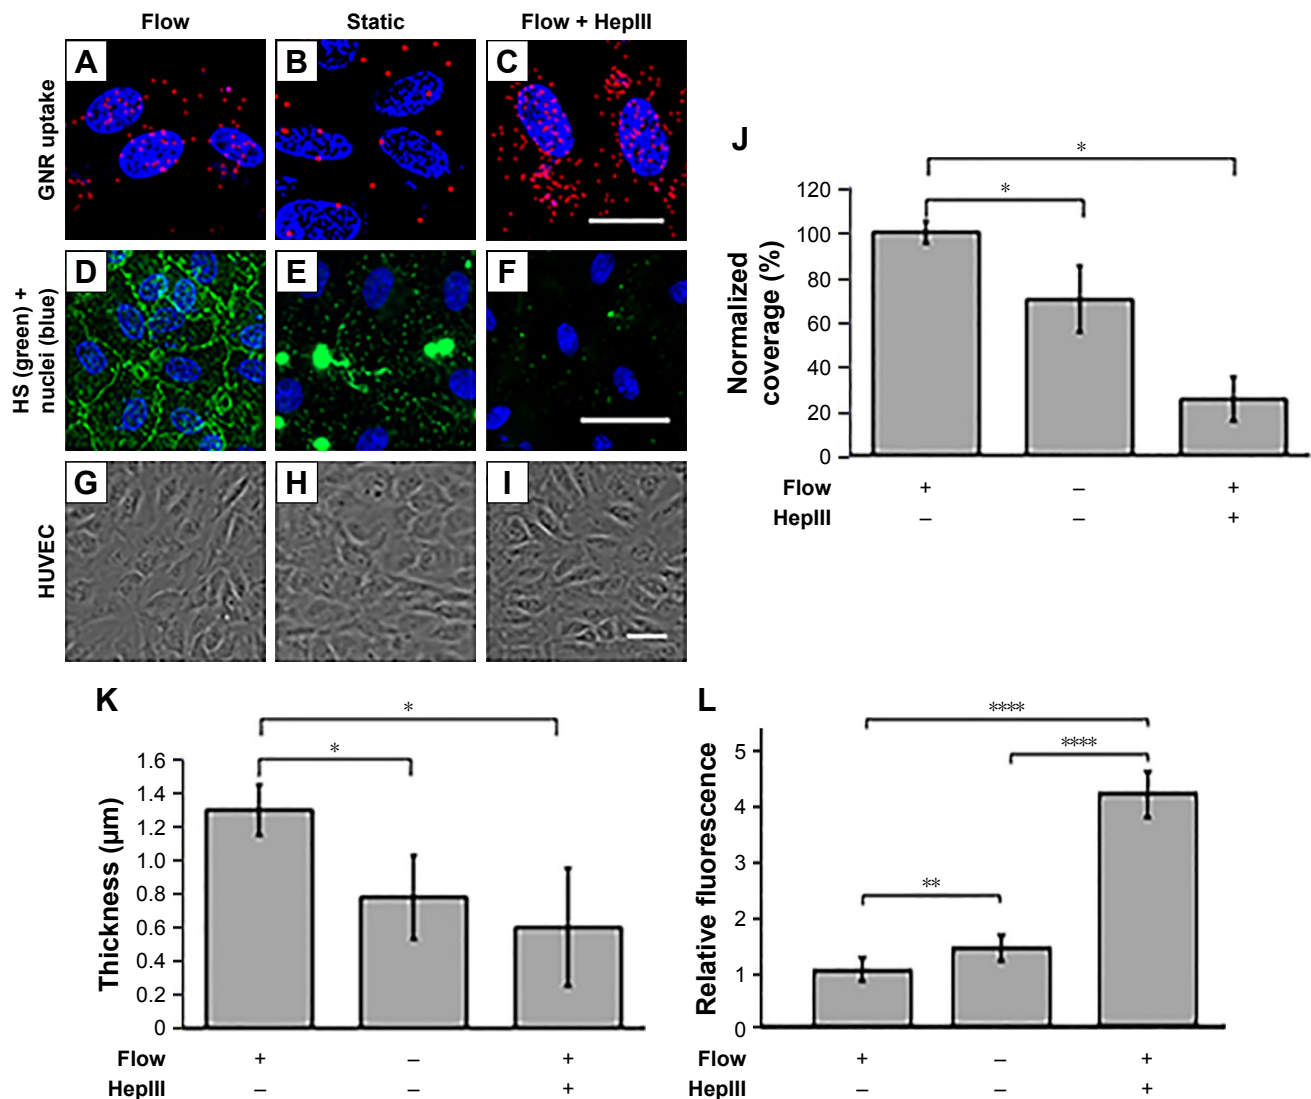 Flow Static Flow + HepIII
GNR uptake
A B C
HS (green) +
nuclei (blue)
D E F
HUVEC
G H I
J
*
*
Normalized
coverage (%)
120
100
80
60
40
20
0
Flow + – +
HepIII – – +
K
*
*
Thickness (µm)
1.6
1.4
1.2
1.0
0.8
0.6
0.4
0.2
0
Flow + – +
HepIII – – +
L
****
****
**
Relative fluorescence
5
4
3
2
1
0
Flow + – +
HepIII – – +